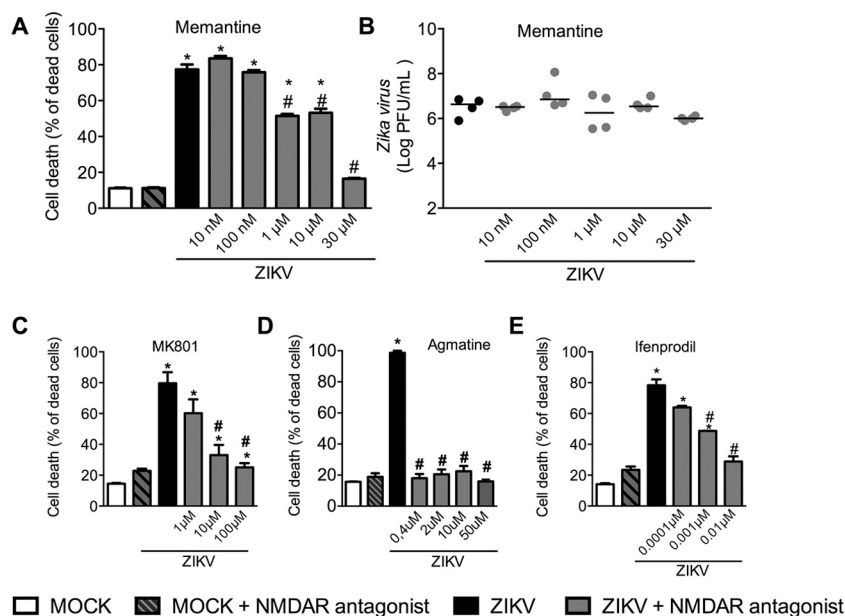 A
Memantine
Cell death (% of dead cells)
100
80
60
40
20
0
*
*
*
*
#
*
#
#
10 nM
100 nM
1 µM
10 µM
30 µM
ZIKV
B
Memantine
Zika virus
(Log PFU/mL)
10
8
6
4
2
10 nM
100 nM
1 µM
10 µM
30 µM
ZIKV
C
MK801
Cell death (% of dead cells)
100
80
60
40
20
0
*
*
#
*
#
*
1µM
10µM
100µM
ZIKV
D
Agmatine
Cell death (% of dead cells)
100
80
60
40
20
0
*
#
#
#
#
0,4uM
2uM
10uM
50uM
ZIKV
E
Ifenprodil
Cell death (% of dead cells)
100
80
60
40
20
0
*
*
#
*
#
0.0001µM
0.001µM
0.01µM
ZIKV
MOCK MOCK + NMDAR antagonist ZIKV ZIKV + NMDAR antagonist